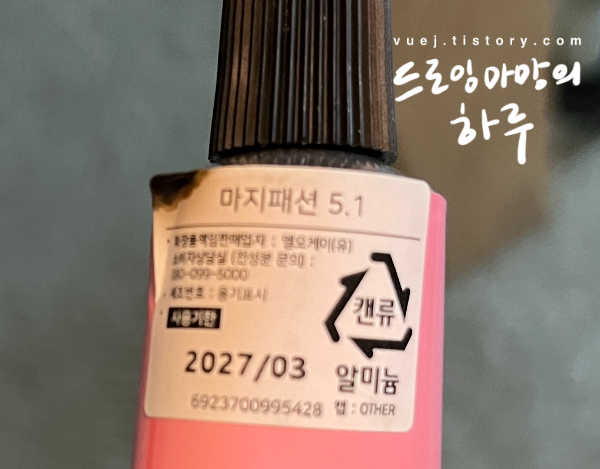 vuej.tistory.com
드로잉마망의
하루
마지패션 5.1
· 화장품책임판매업자 : 엘오케이(유)
소비자상담실 (전성분 문의) :
080-099-5000
· 제조번호 : 용기표시
· 사용기한
2027/03
캔류
알미늄
6923700995428
캡 : OTHER